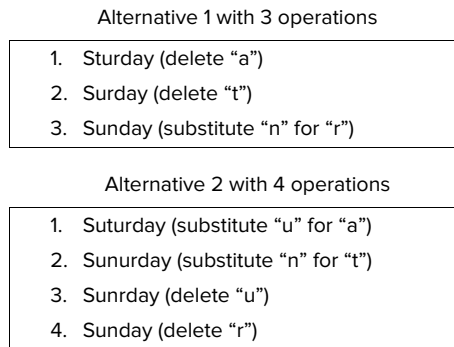 Alternative 1 with 3 operations
1. Sturday (delete “a”)
2. Surday (delete “t”)
3. Sunday (substitute “n” for “r”)
Alternative 2 with 4 operations
1. Suturday (substitute “u” for “a”)
2. Sunurday (substitute “n” for “t”)
3. Sunrday (delete “u”)
4. Sunday (delete “r”)